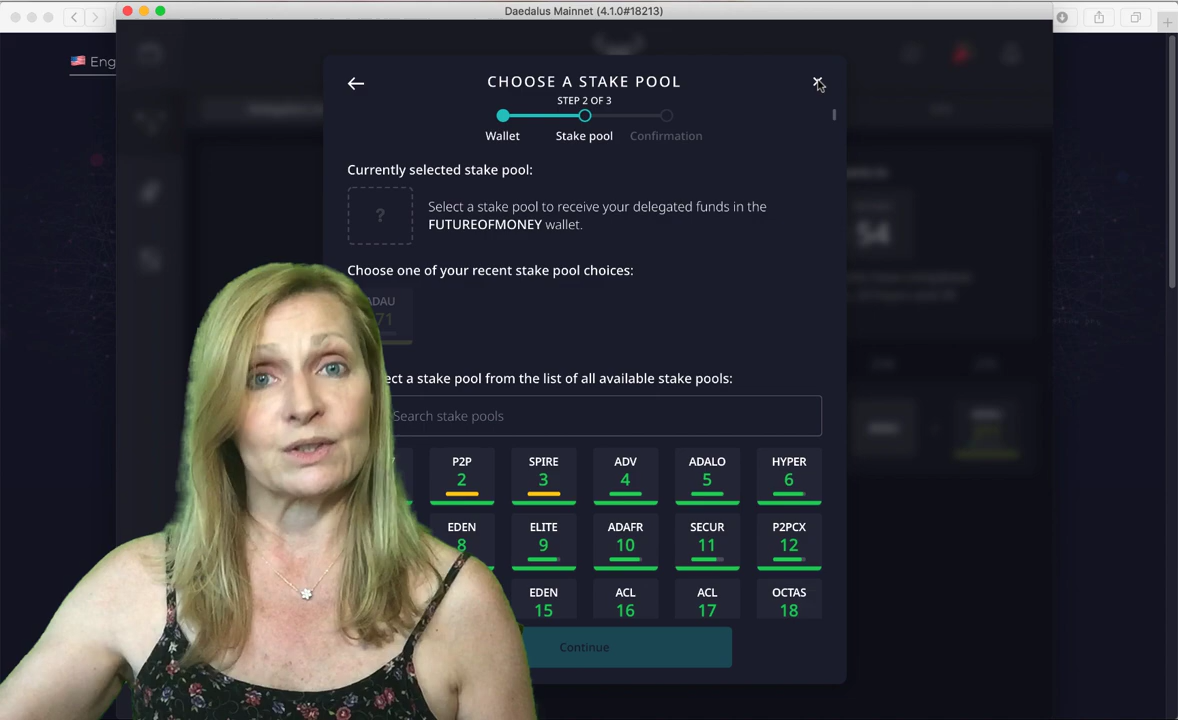 Daedalus Mainnet (4.1.0#18213)
Eng
CHOOSE A STAKE POOL
STEP 2 OF 3
Wallet
Stake pool
Confirmation
Currently selected stake pool:
?
Select a stake pool to receive your delegated funds in the
FUTUREOFMONEY wallet.
54
Choose one of your recent stake pool choices:
ADAU
71
ect a stake pool from the list of all available stake pools:
Search stake pools
P2P SPIRE ADV ADALO HYPER
2 3 4 5 6
EDEN ELITE ADAFR SECUR P2PCX
8 9 10 11 12
EDEN ACL ACL OCTAS
15 16 17 18
Continue